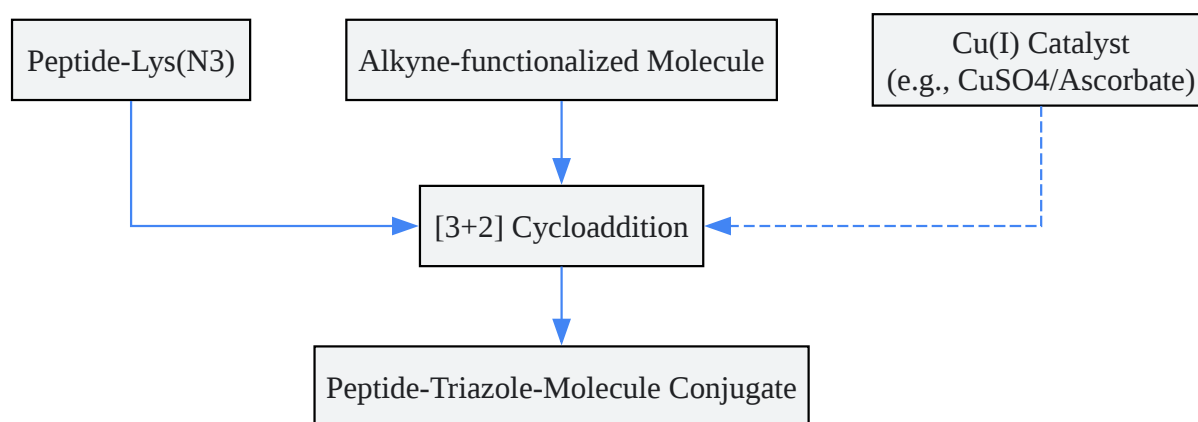 Peptide-Lys(N3)
Alkyne-functionalized Molecule
Cu(I) Catalyst
(e.g., CuSO4/Ascorbate)
[3+2] Cycloaddition
Peptide-Triazole-Molecule Conjugate